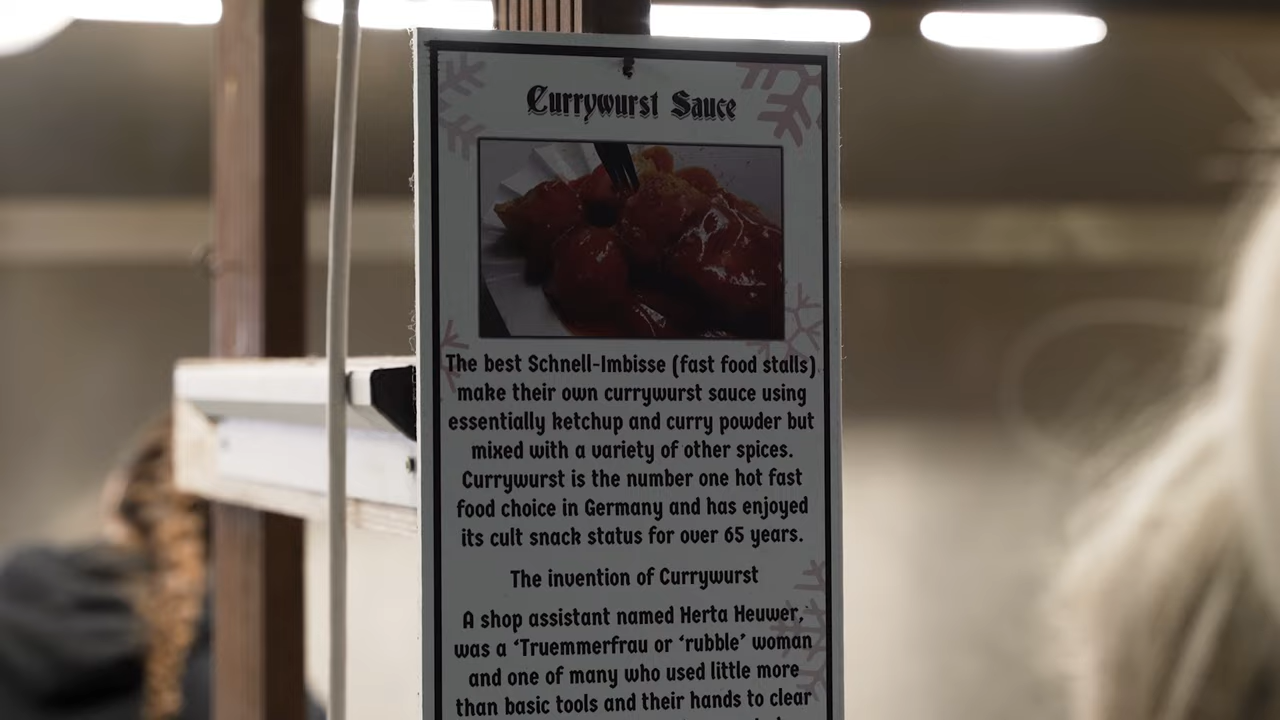 Currywurst Sauce
The best Schnell-Imbisse (fast food stalls)
make their own currywurst sauce using
essentially ketchup and curry powder but
mixed with a variety of other spices.
Currywurst is the number one hot fast
food choice in Germany and has enjoyed
its cult snack status for over 65 years.
The invention of Currywurst
A shop assistant named Herta Heuwer,
was a ‘Truemmerfrau or ‘rubble’ woman
and one of many who used little more
than basic tools and their hands to clear